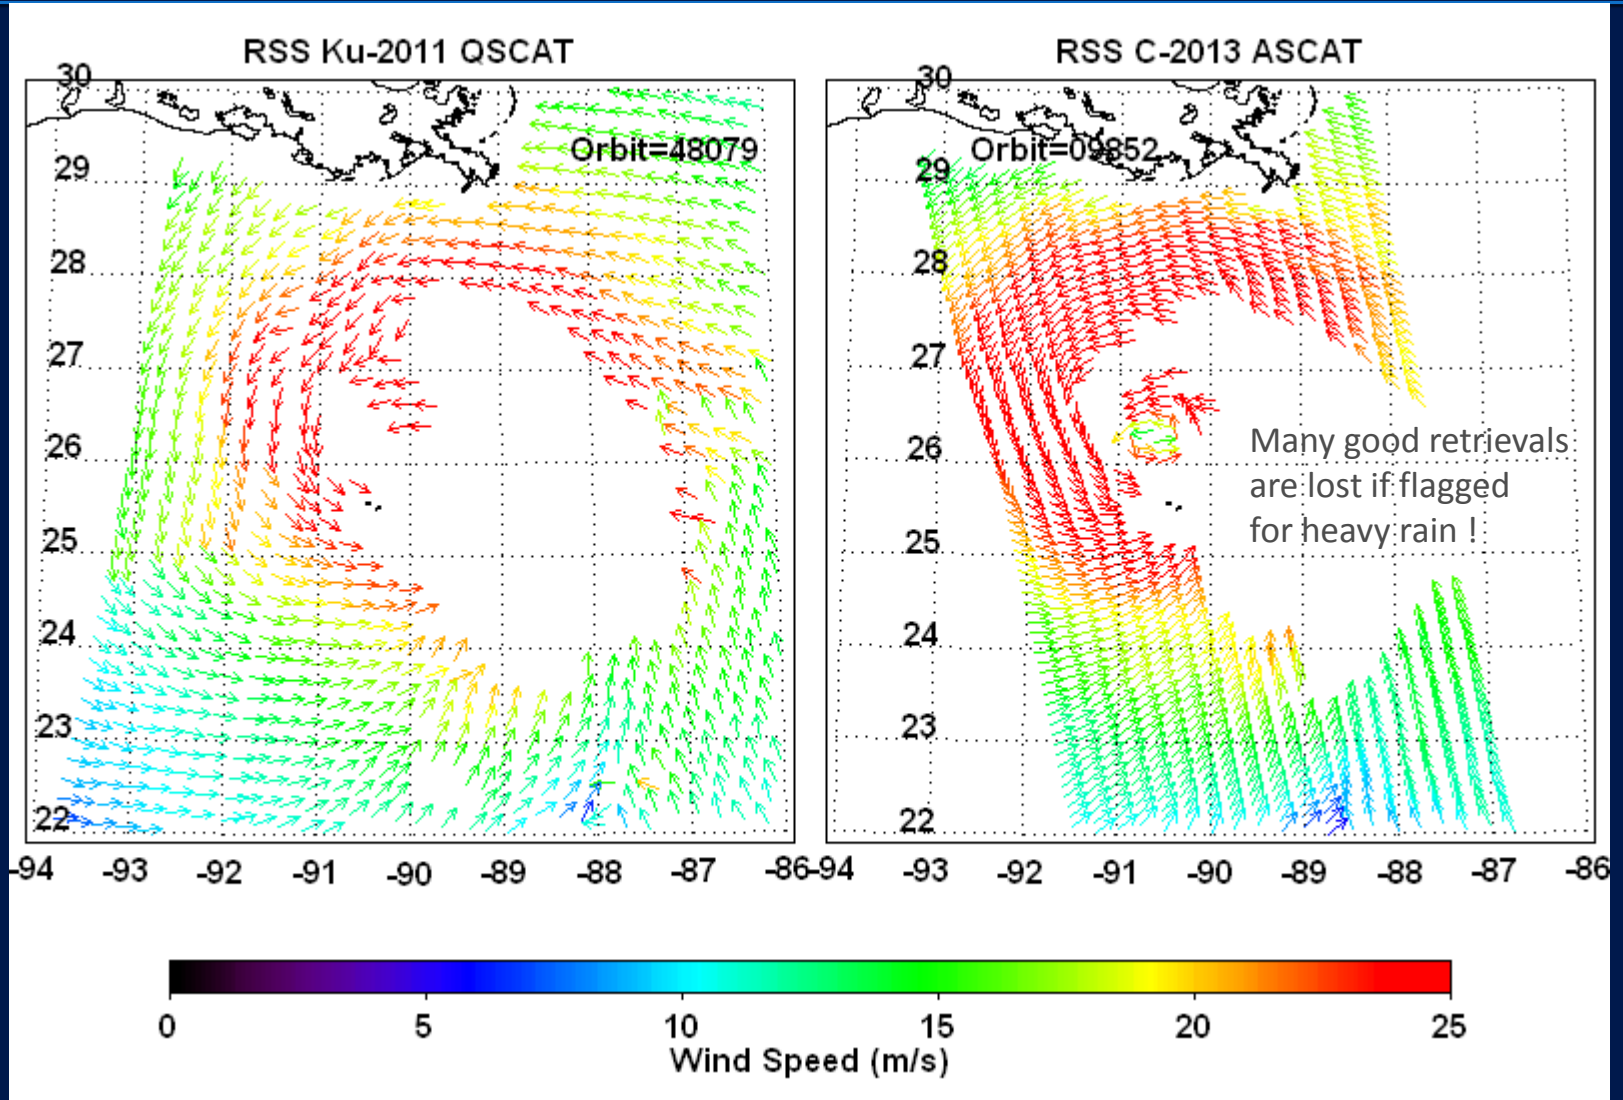 RSS Ku-2011 QSCAT
30
Orbit=48079
29
28
27
26
25
24
23
22
-94 -93 -92 -91 -90 -89 -88 -87 -86
RSS C-2013 ASCAT
30
Orbit=09852
29
28
27
26
25
24
23
22
Many good retrievals
are lost if flagged
for heavy rain !
-94 -93 -92 -91 -90 -89 -88 -87 -86
0 5 10 15 20 25
Wind Speed (m/s)